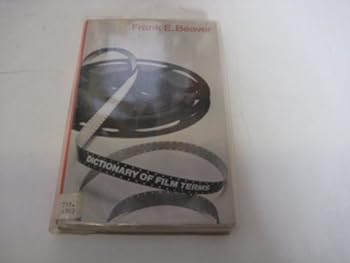 Frank E. Beaver
DICTIONARY OF FILM TERMS